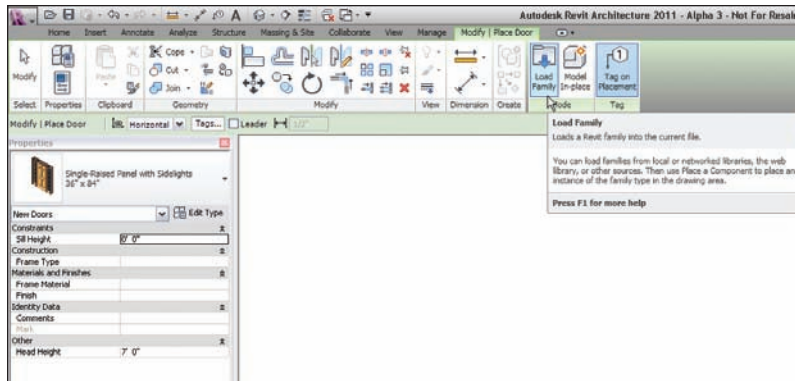 Autodesk Revit Architecture 2011 - Alpha 3 - Not For Resale
Home Insert Annotate Analyze Structure Massing & Site Collaborate View Manage Modify | Place Door
Modify Paste Cope Cut Join Load Family Model In-place Tag on Placement
Select Properties Clipboard Geometry Modify View Dimension Create Mode Tag
Modify | Place Door Horizontal Tags... Leader 1/2"
Properties
Single-Raised Panel with Sidelights
36" x 84"
New Doors Edit Type
Constraints
Sill Height 0' 0"
Construction
Frame Type
Materials and Finishes
Frame Material
Finish
Identity Data
Comments
Mark
Other
Head Height 7' 0"
Load Family
Loads a Revit family into the current file.
You can load families from local or networked libraries, the web
library, or other sources. Then use Place a Component to place an
instance of the family type in the drawing area.
Press F1 for more help